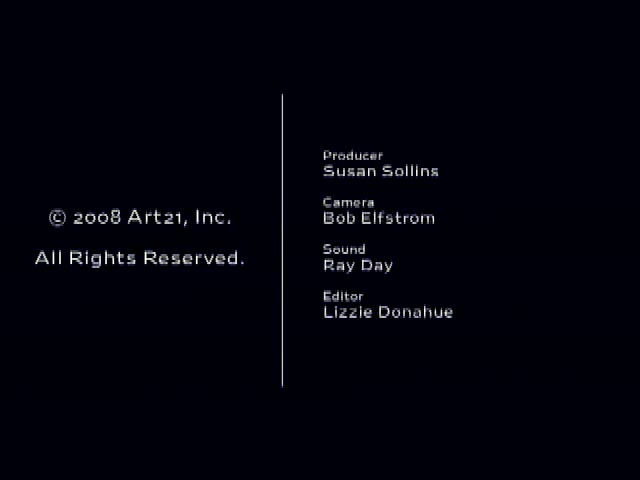 © 2008 Art21, Inc.
All Rights Reserved.
Producer
Susan Sollins
Camera
Bob Elfstrom
Sound
Ray Day
Editor
Lizzie Donahue